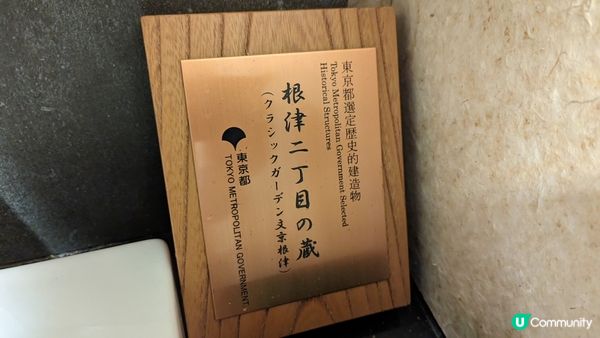 東京都選定歴史的建造物
Tokyo Metropolitan Government Selected
Historical Structures
根津二丁目の蔵
(クラシックガーデン文京根津)
東京都
TOKYO METROPOLITAN GOVERNMENT
U Community